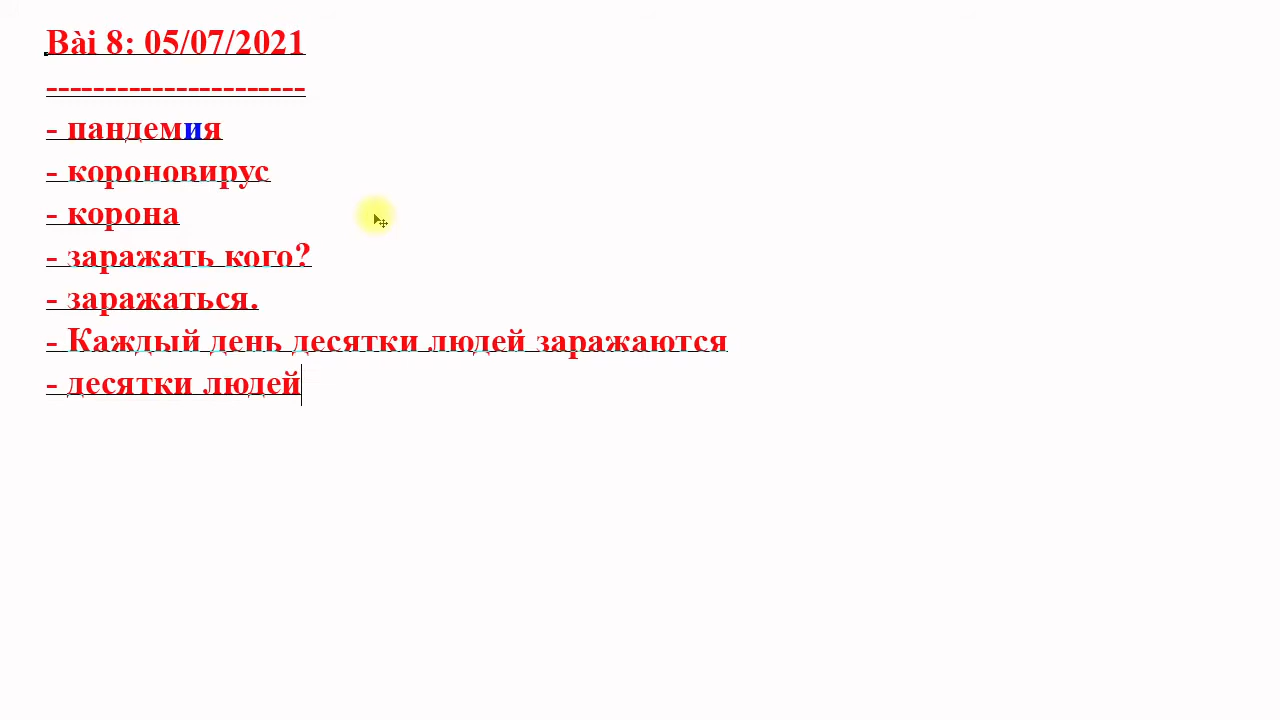 Bài 8: 05/07/2021
----------------------
- пандемия
- короновирус
- корона
- заражать кого?
- заражаться.
- Каждый день десятки людей заражаются
- десятки людей